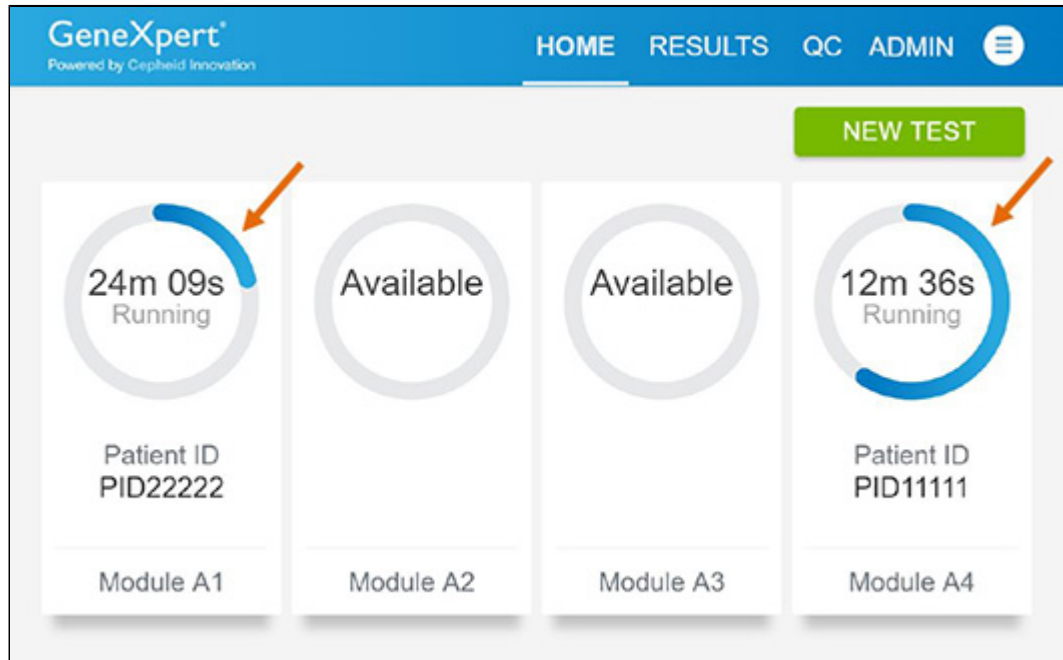 GeneXpert®
Powered by Cepheid Innovation
HOME RESULTS QC ADMIN
NEW TEST
24m 09s
Running
Patient ID
PID22222
Module A1
Available
Module A2
Available
Module A3
12m 36s
Running
Patient ID
PID11111
Module A4